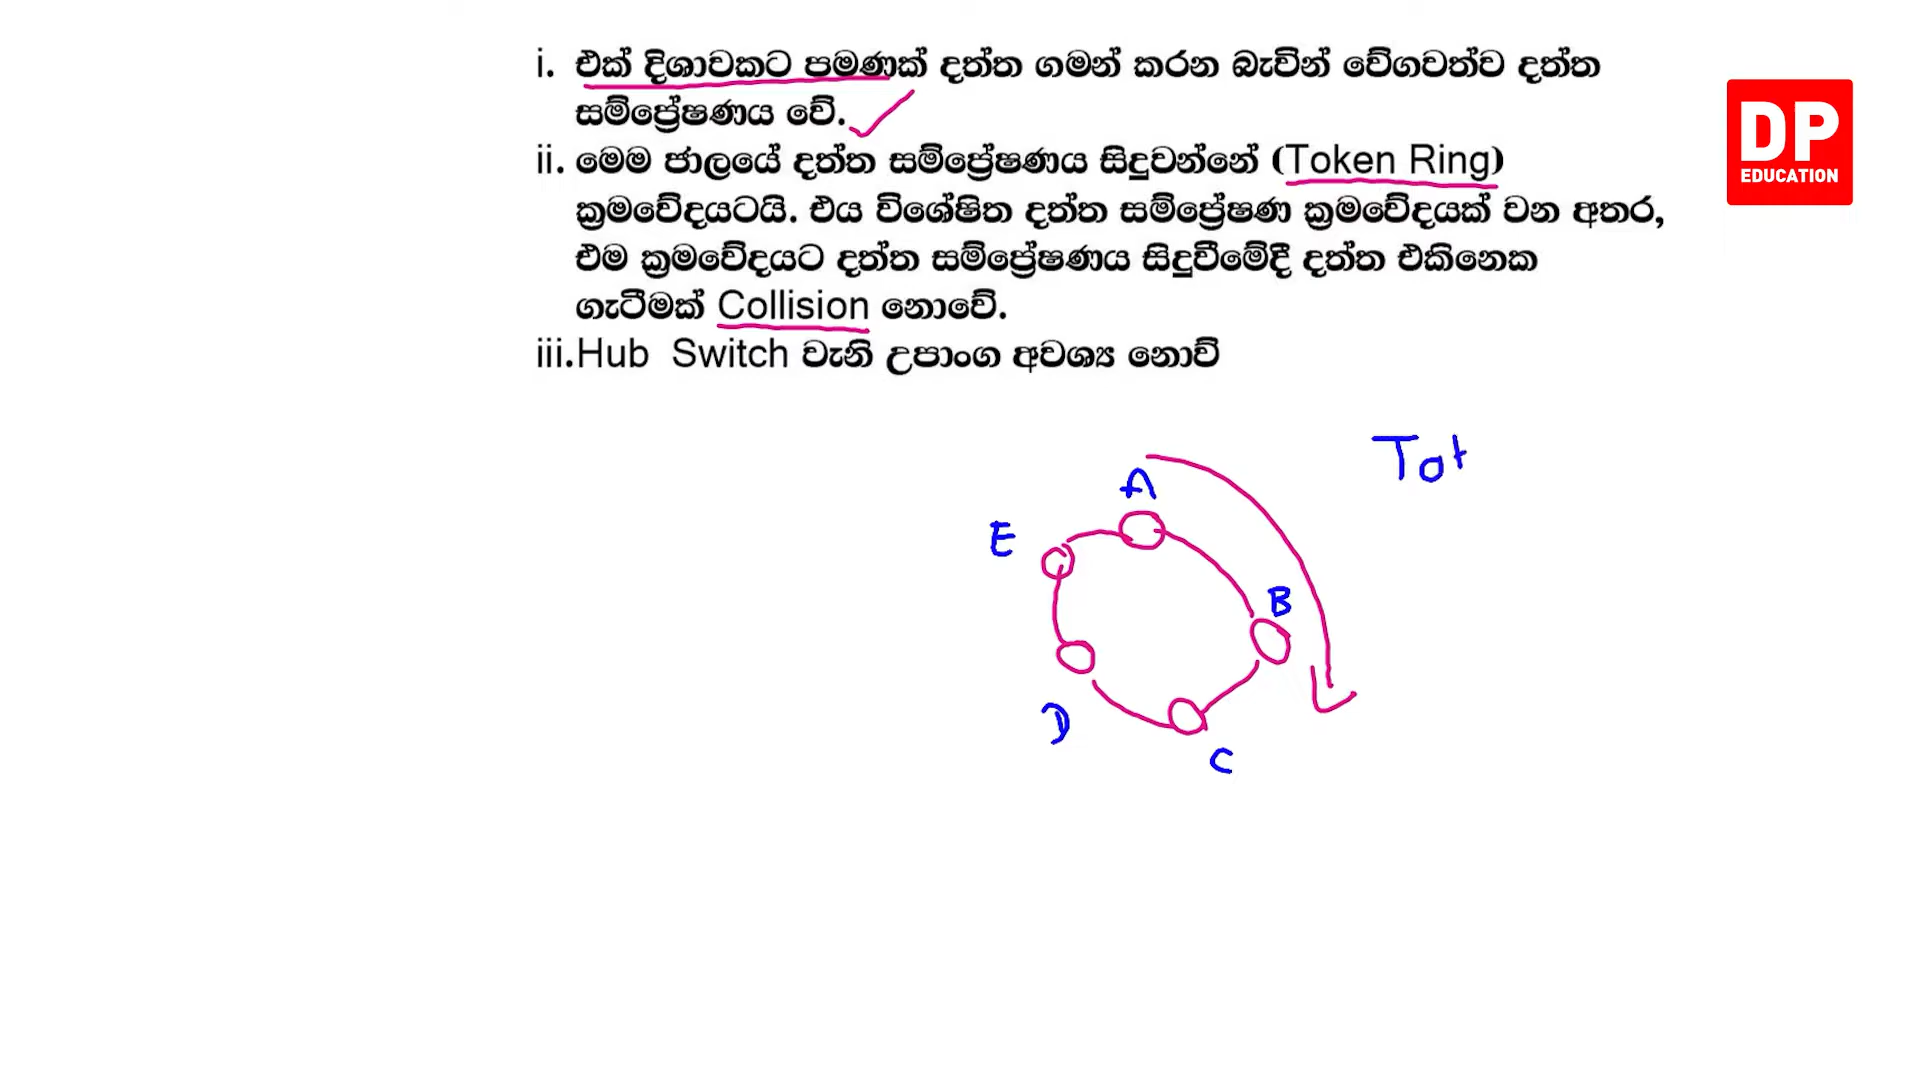 i. එක් දිශාවකට පමණක් දත්ත ගමන් කරන බැවින් වේගවත්ව දත්ත
සම්ප්‍රේෂණය වේ.
ii. මෙම ජාලයේ දත්ත සම්ප්‍රේෂණය සිදුවන්නේ (Token Ring)
ක්‍රමවේදයටයි. එය විශේෂිත දත්ත සම්ප්‍රේෂණ ක්‍රමවේදයක් වන අතර,
එම ක්‍රමවේදයට දත්ත සම්ප්‍රේෂණය සිදුවීමේදී දත්ත එකිනෙක
ගැටීමක් Collision නොවේ.
iii.Hub Switch වැනි උපාංග අවශ්‍ය නොව්
DP
EDUCATION
A
E
B
D
C